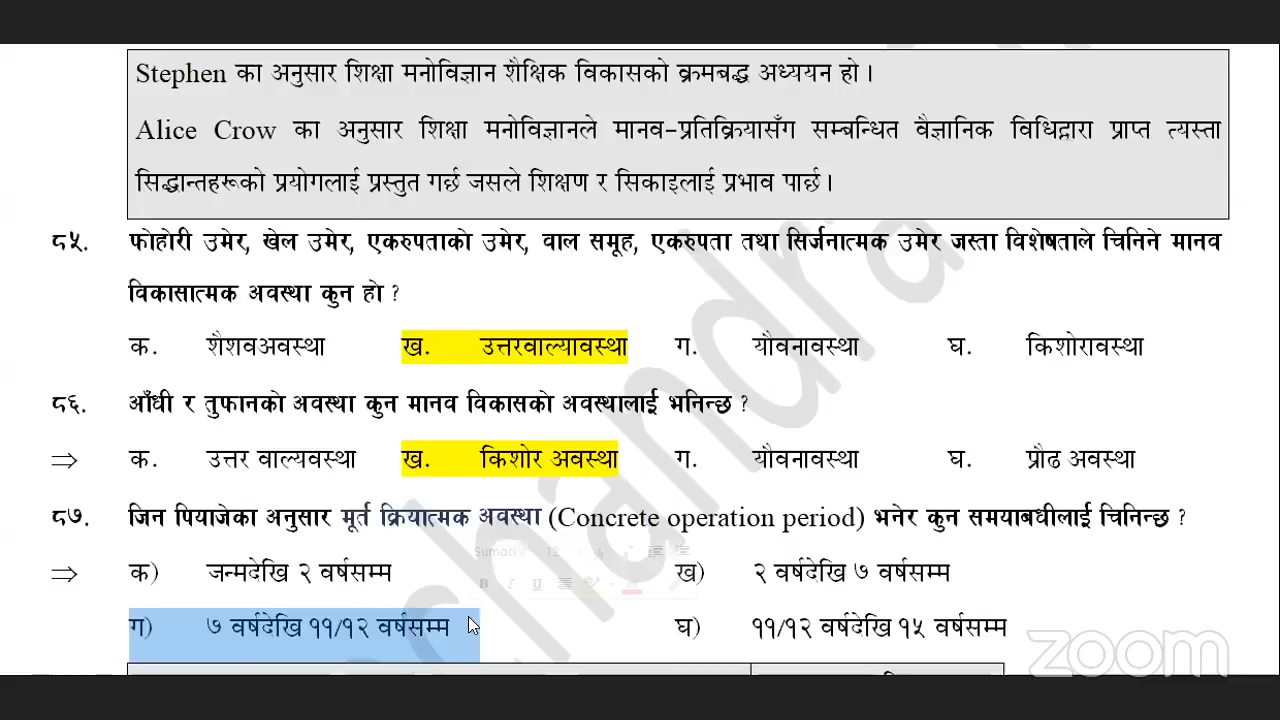 Stephen का अनुसार शिक्षा मनोविज्ञान शैक्षिक विकासको क्रमबद्ध अध्ययन हो।
Alice Crow का अनुसार शिक्षा मनोविज्ञानले मानव-प्रतिक्रियासँग सम्बन्धित वैज्ञानिक विधिद्वारा प्राप्त त्यस्ता
सिद्धान्तहरूको प्रयोगलाई प्रस्तुत गर्छ जसले शिक्षण र सिकाइलाई प्रभाव पार्छ।
८५. फोहोरी उमेर, खेल उमेर, एकरुपताको उमेर, वाल समूह, एकरुपता तथा सिर्जनात्मक उमेर जस्ता विशेषताले चिनिने मानव
विकासात्मक अवस्था कुन हो ?
क. शैशवअवस्था ख. उत्तरवाल्यावस्था ग. यौवनावस्था घ. किशोरावस्था
८६. आँधी र तुफानको अवस्था कुन मानव विकासको अवस्थालाई भनिन्छ ?
⇒ क. उत्तर वाल्यवस्था ख. किशोर अवस्था ग. यौवनावस्था घ. प्रौढ अवस्था
८७. जिन पियाजेका अनुसार मूर्त क्रियात्मक अवस्था (Concrete operation period) भनेर कुन समयाबधीलाई चिनिन्छ ?
⇒ क) जन्मदेखि २ वर्षसम्म ख) २ वर्षदेखि ७ वर्षसम्म
ग) ७ वर्षदेखि ११/१२ वर्षसम्म घ) ११/१२ वर्षदेखि १५ वर्षसम्म
zoom